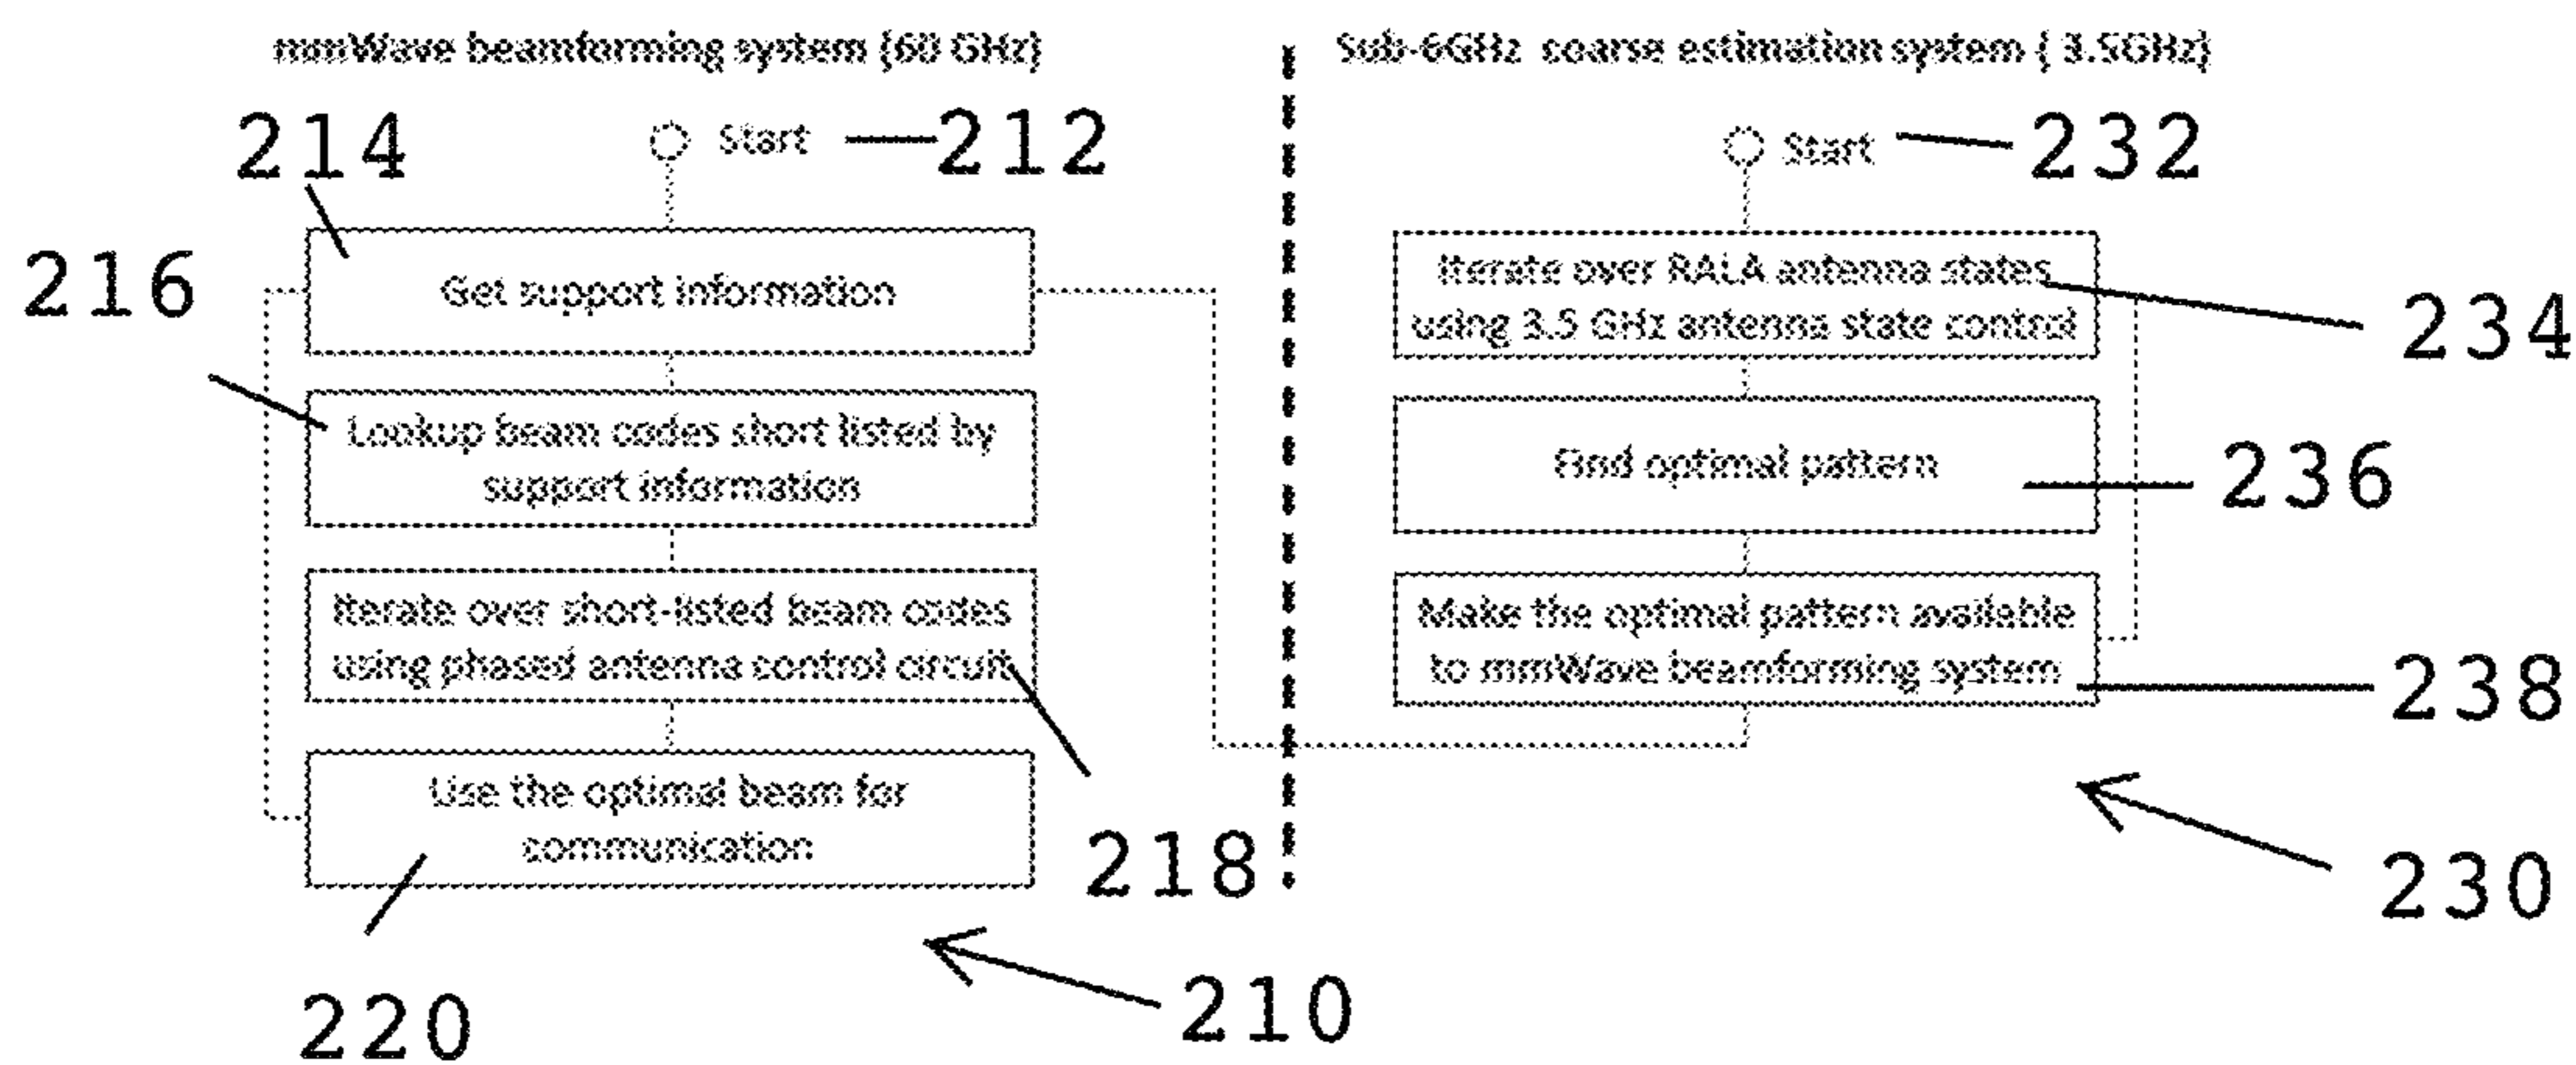 mmWave beamforming system (60 GHz)
214
Start
212
216
Get support information
Lookup beam codes short listed by
support information
Iterate over short-listed beam codes
using phased antenna control circuit
Use the optimal beam for
communication
218
220
210
Sub-6GHz coarse estimation system ( 3.5GHz)
Start
232
Iterate over RALA antenna states
using 3.5 GHz antenna state control
234
Find optimal pattern
236
Make the optimal pattern available
to mmWave beamforming system
238
230